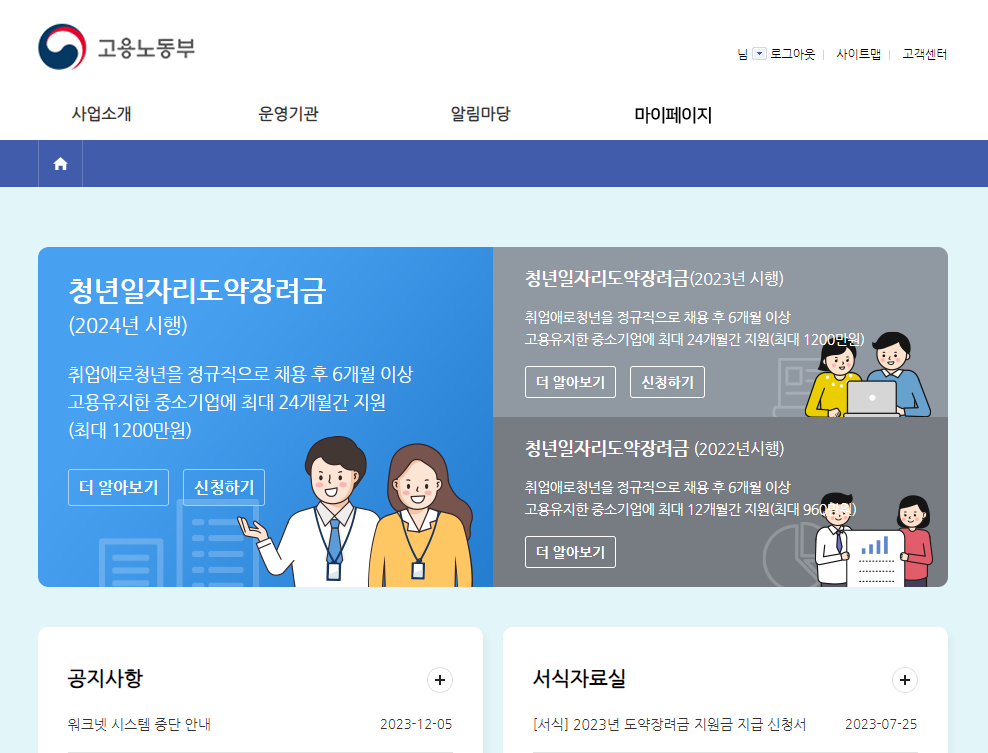 고용노동부
님 로그아웃 사이트맵 고객센터
사업소개 운영기관 알림마당 마이페이지
청년일자리도약장려금
(2024년 시행)
취업애로청년을 정규직으로 채용 후 6개월 이상
고용유지한 중소기업에 최대 24개월간 지원
(최대 1200만원)
더 알아보기 신청하기
청년일자리도약장려금(2023년 시행)
취업애로청년을 정규직으로 채용 후 6개월 이상
고용유지한 중소기업에 최대 24개월간 지원(최대 1200만원)
더 알아보기 신청하기
청년일자리도약장려금 (2022년시행)
취업애로청년을 정규직으로 채용 후 6개월 이상
고용유지한 중소기업에 최대 12개월간 지원(최대 960만원)
더 알아보기
공지사항
워크넷 시스템 중단 안내 2023-12-05
서식자료실
[서식] 2023년 도약장려금 지원금 지급 신청서 2023-07-25